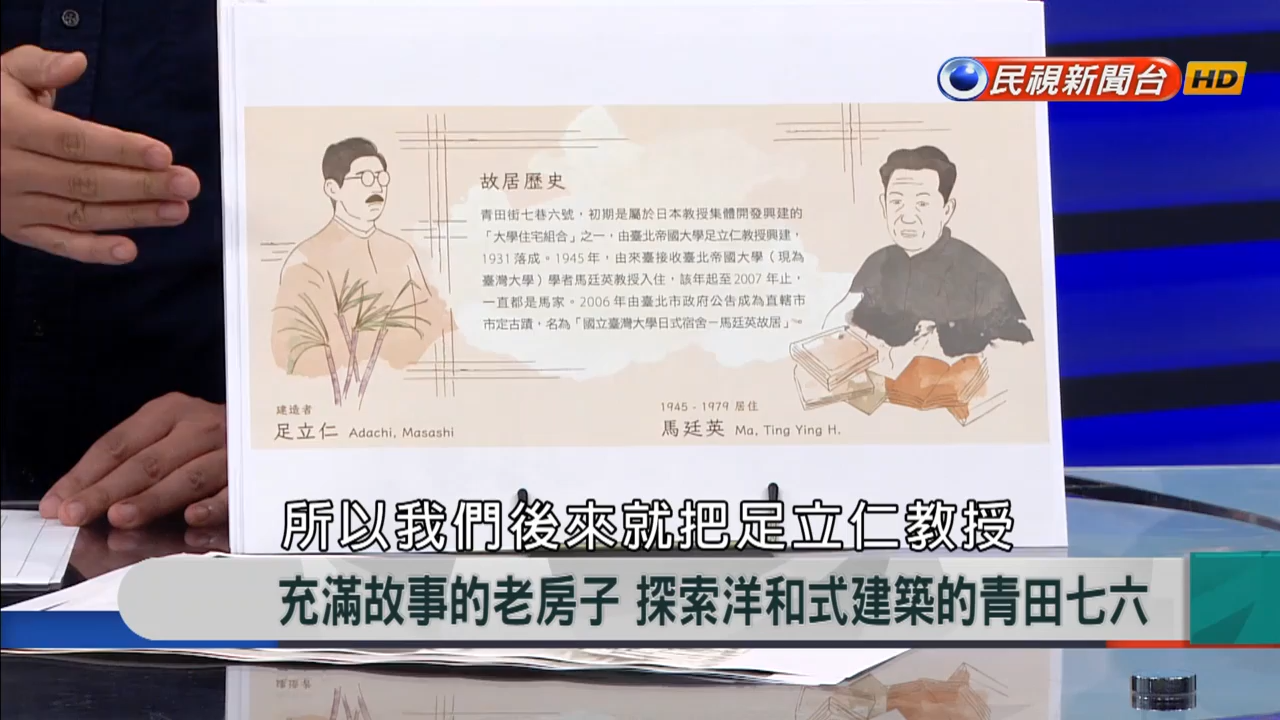 民視新聞台 HD
故居歷史
青田街七巷六號，初期是屬於日本教授集體開發興建的
「大學住宅組合」之一，由臺北帝國大學足立仁教授興建，
1931 落成。1945 年，由來臺接收臺北帝國大學（現為
臺灣大學）學者馬廷英教授入住，該年起至 2007 年止，
一直都是馬家。2006 年由臺北市政府公告成為直轄市
市定古蹟，名為「國立臺灣大學日式宿舍－馬廷英故居」。
建造者
足立仁 Adachi, Masashi
1945 - 1979 居住
馬廷英 Ma, Ting Ying H.
所以我們後來就把足立仁教授
充滿故事的老房子 探索洋和式建築的青田七六